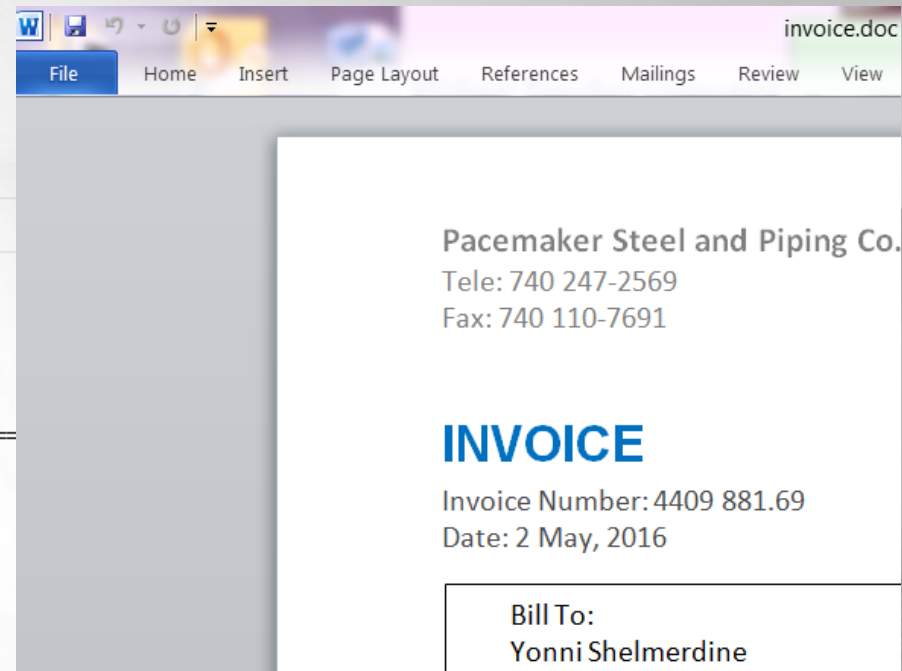 W
invoice.doc
File Home Insert Page Layout References Mailings Review View
Pacemaker Steel and Piping Co.
Tele: 740 247-2569
Fax: 740 110-7691
INVOICE
Invoice Number: 4409 881.69
Date: 2 May, 2016
Bill To:
Yonni Shelmerdine